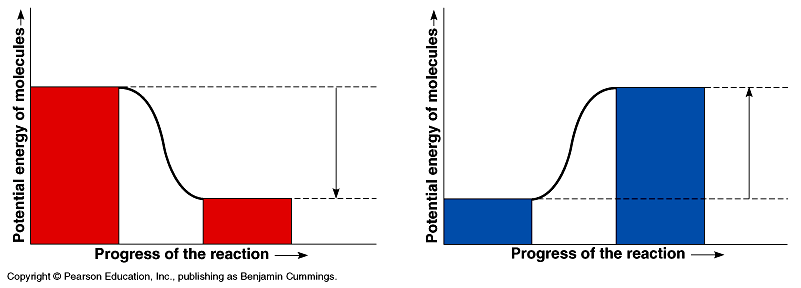 Potential energy of molecules
Progress of the reaction
Potential energy of molecules
Progress of the reaction
Copyright © Pearson Education, Inc., publishing as Benjamin Cummings.